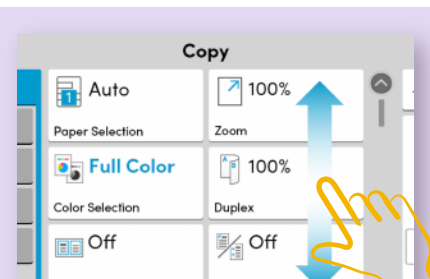 Copy
Auto
100%
Paper Selection
Zoom
Full Color
100%
Color Selection
Duplex
Off
Off